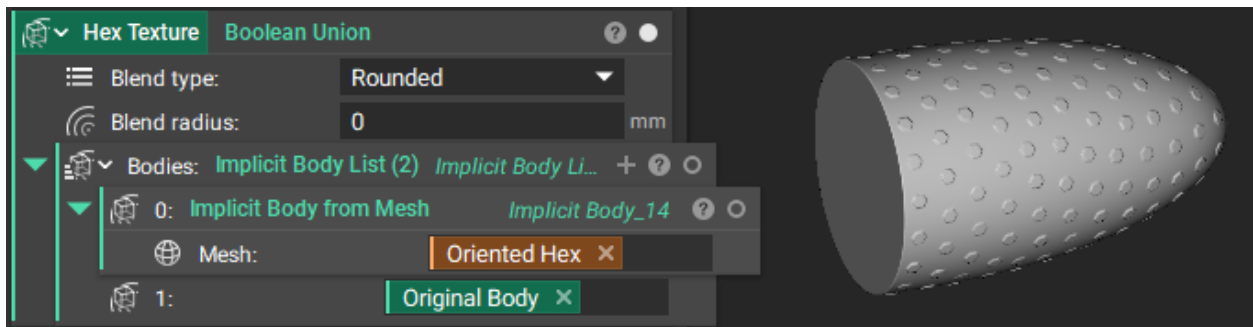 Hex Texture Boolean Union
Blend type: Rounded
Blend radius: 0 mm
Bodies: Implicit Body List (2) Implicit Body Li...
0: Implicit Body from Mesh Implicit Body_14
Mesh: Oriented Hex
1: Original Body